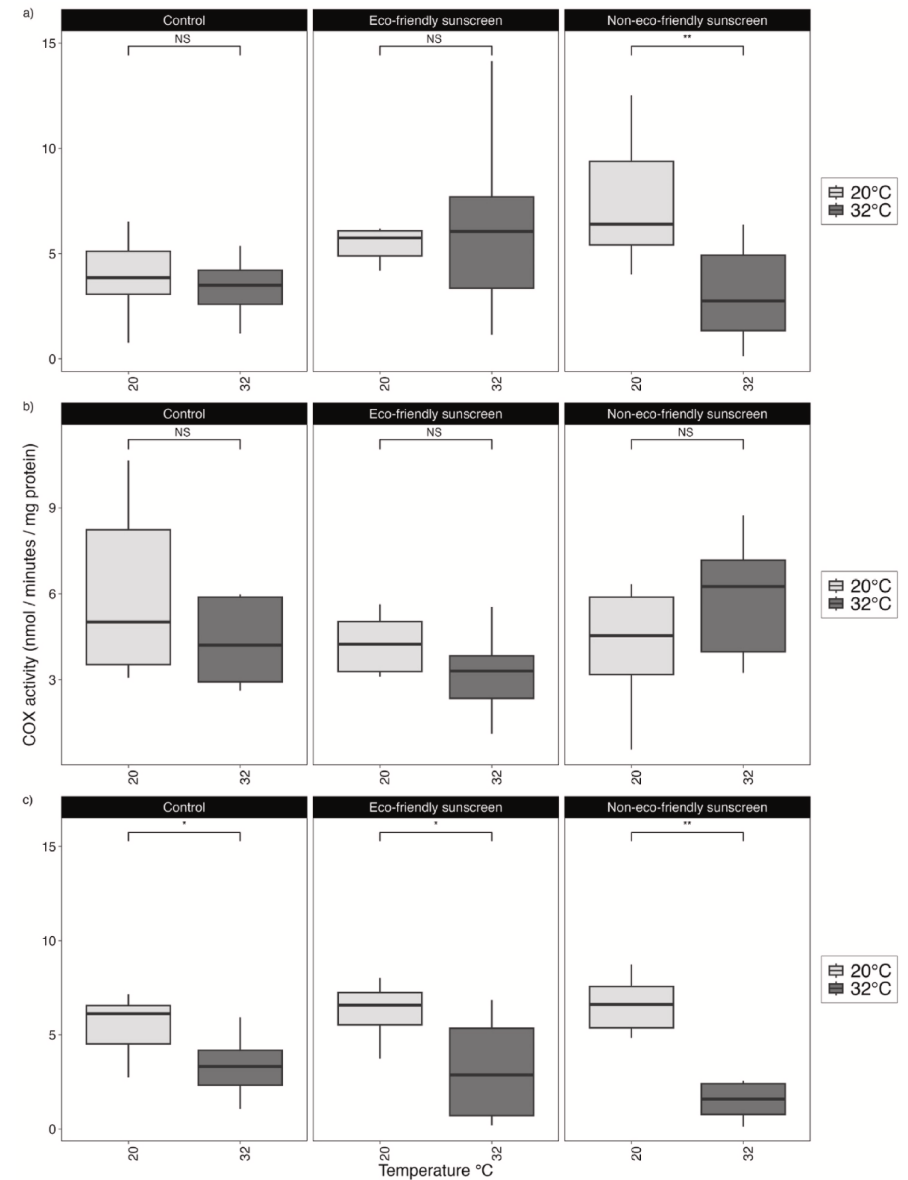 a)
Control
Eco-friendly sunscreen
Non-eco-friendly sunscreen
NS
NS
**
15
10
5
0
20
32
20
32
20
32
20°C
32°C
b)
Control
Eco-friendly sunscreen
Non-eco-friendly sunscreen
NS
NS
NS
9
6
3
20
32
20
32
20
32
20°C
32°C
COX activity (nmol / minutes / mg protein)
c)
Control
Eco-friendly sunscreen
Non-eco-friendly sunscreen
*
*
**
15
10
5
0
20
32
20
32
20
32
20°C
32°C
Temperature °C